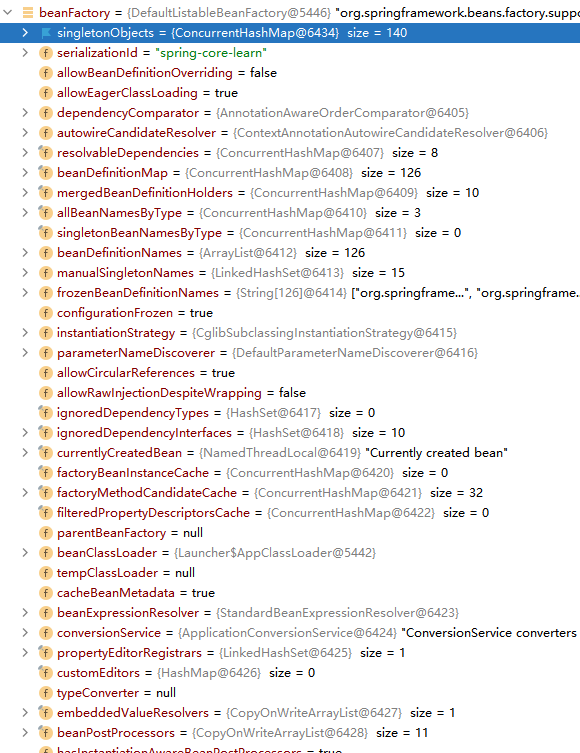 beanFactory = {DefaultListableBeanFactory@5446} "org.springframework.beans.factory.suppo
singletonObjects = {ConcurrentHashMap@6434} size = 140
serializationId = "spring-core-learn"
allowBeanDefinitionOverriding = false
allowEagerClassLoading = true
dependencyComparator = {AnnotationAwareOrderComparator@6405}
autowireCandidateResolver = {ContextAnnotationAutowireCandidateResolver@6406}
resolvableDependencies = {ConcurrentHashMap@6407} size = 8
beanDefinitionMap = {ConcurrentHashMap@6408} size = 126
mergedBeanDefinitionHolders = {ConcurrentHashMap@6409} size = 10
allBeanNamesByType = {ConcurrentHashMap@6410} size = 3
singletonBeanNamesByType = {ConcurrentHashMap@6411} size = 0
beanDefinitionNames = {ArrayList@6412} size = 126
manualSingletonNames = {LinkedHashSet@6413} size = 15
frozenBeanDefinitionNames = {String[126]@6414} ["org.springframe...", "org.springframe.
configurationFrozen = true
instantiationStrategy = {CglibSubclassingInstantiationStrategy@6415}
parameterNameDiscoverer = {DefaultParameterNameDiscoverer@6416}
allowCircularReferences = true
allowRawInjectionDespiteWrapping = false
ignoredDependencyTypes = {HashSet@6417} size = 0
ignoredDependencyInterfaces = {HashSet@6418} size = 10
currentlyCreatedBean = {NamedThreadLocal@6419} "Currently created bean"
factoryBeanInstanceCache = {ConcurrentHashMap@6420} size = 0
factoryMethodCandidateCache = {ConcurrentHashMap@6421} size = 32
filteredPropertyDescriptorsCache = {ConcurrentHashMap@6422} size = 0
parentBeanFactory = null
beanClassLoader = {Launcher$AppClassLoader@5442}
tempClassLoader = null
cacheBeanMetadata = true
beanExpressionResolver = {StandardBeanExpressionResolver@6423}
conversionService = {ApplicationConversionService@6424} "ConversionService converters
propertyEditorRegistrars = {LinkedHashSet@6425} size = 1
customEditors = {HashMap@6426} size = 0
typeConverter = null
embeddedValueResolvers = {CopyOnWriteArrayList@6427} size = 1
beanPostProcessors = {CopyOnWriteArrayList@6428} size = 11
hasInstantiationAwareBeanPostProcessors = true